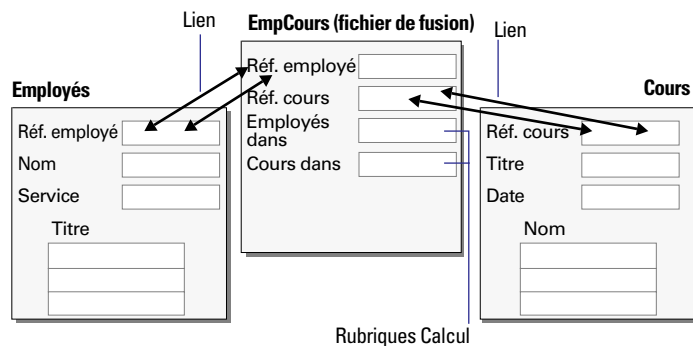 Lien
EmpCours (fichier de fusion)
Lien
Employés
Réf. employé
Nom
Service
Titre
Réf. employé
Réf. cours
Employés
dans
Cours dans
Cours
Réf. cours
Titre
Date
Nom
Rubriques Calcul